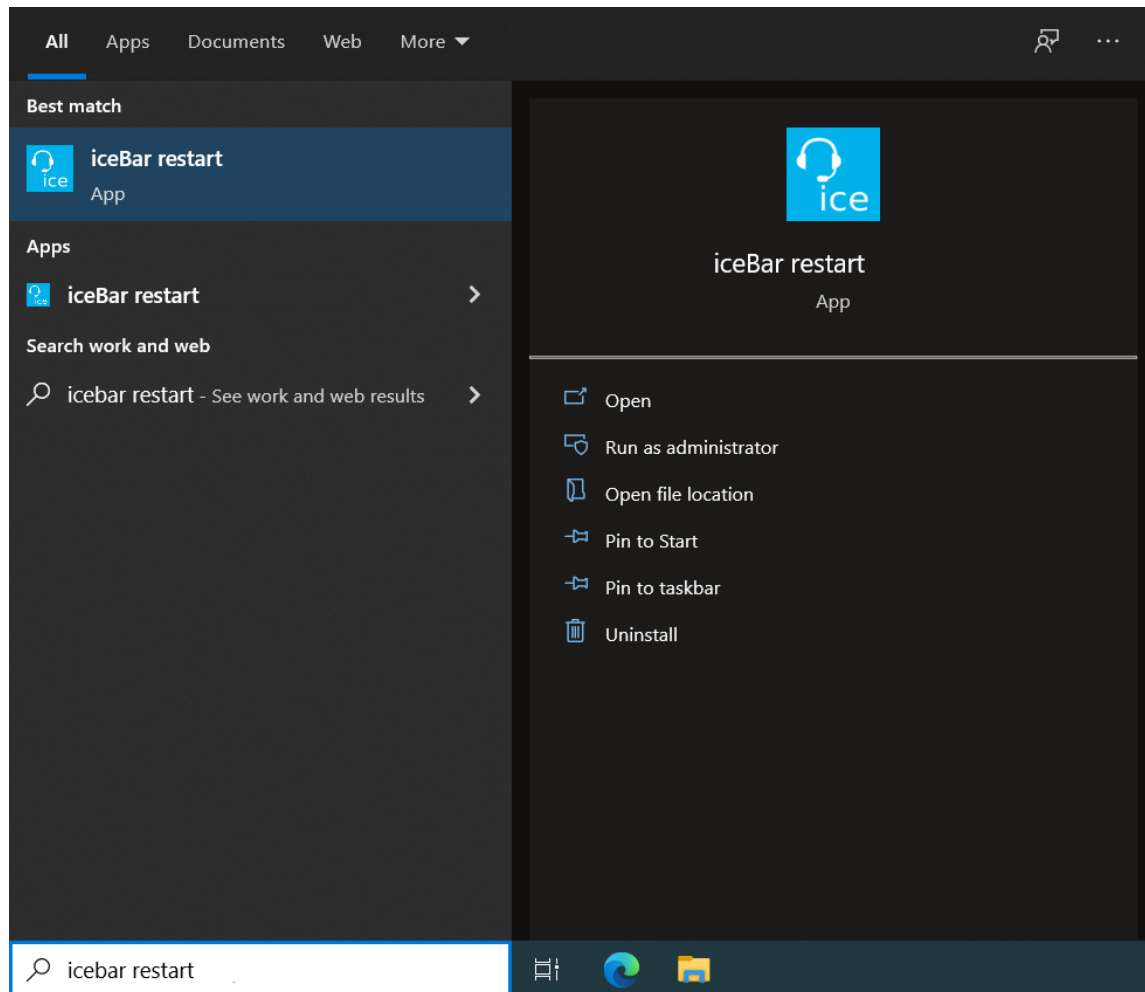 All Apps Documents Web More
Best match
iceBar restart
App
ice
Apps
iceBar restart
ice
Search work and web
icebar restart - See work and web results
icebar restart
ice
iceBar restart
App
Open
Run as administrator
Open file location
Pin to Start
Pin to taskbar
Uninstall